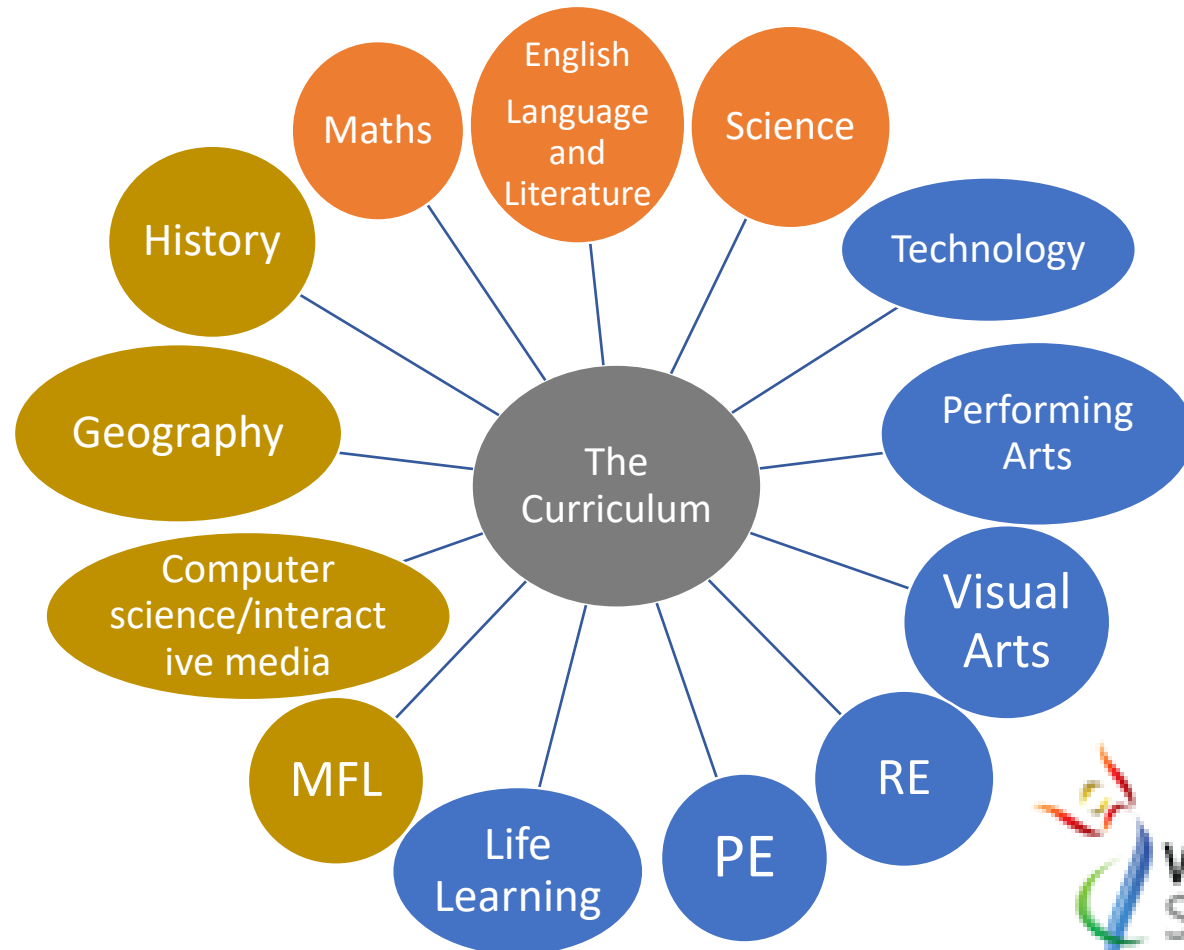 English
Language
and
Literature
Maths
Science
History
Technology
Geography
Performing
Arts
The
Curriculum
Computer
science/interact
ive media
Visual
Arts
MFL
RE
Life
Learning
PE